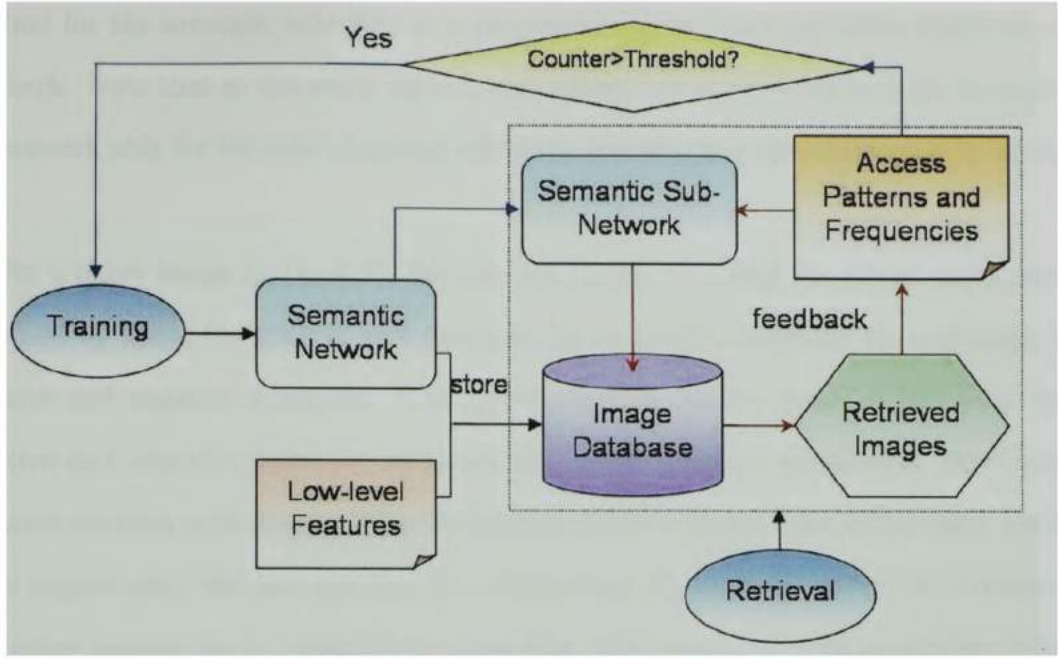 Yes
Counter>Threshold?
Access
Patterns and
Frequencies
Semantic Sub-
Network
Training
Semantic
Network
feedback
store
Image
Database
Retrieved
Images
Low-level
Features
Retrieval